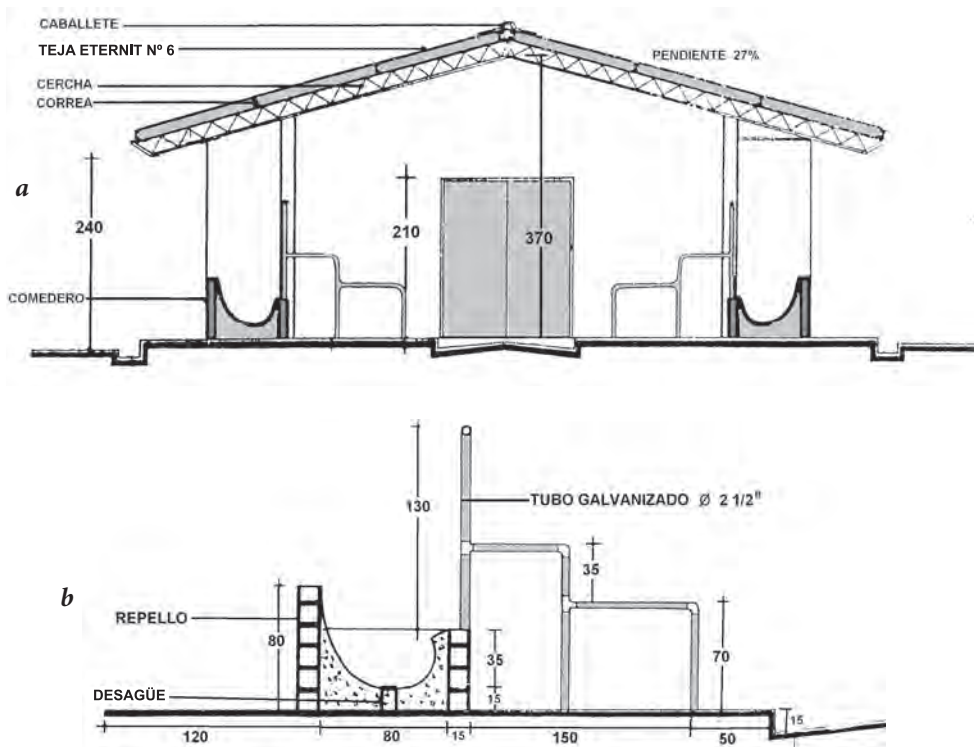 CABALLETE
TEJA ETERNIT Nº 6
PENDIENTE 27%
CERCHA
CORREA
a
240
210
370
COMEDERO
130
TUBO GALVANIZADO Ø 2 1/2"
35
b
REPELLO
80
35
70
DESAGÜE
15
15
120
80
15
150
50